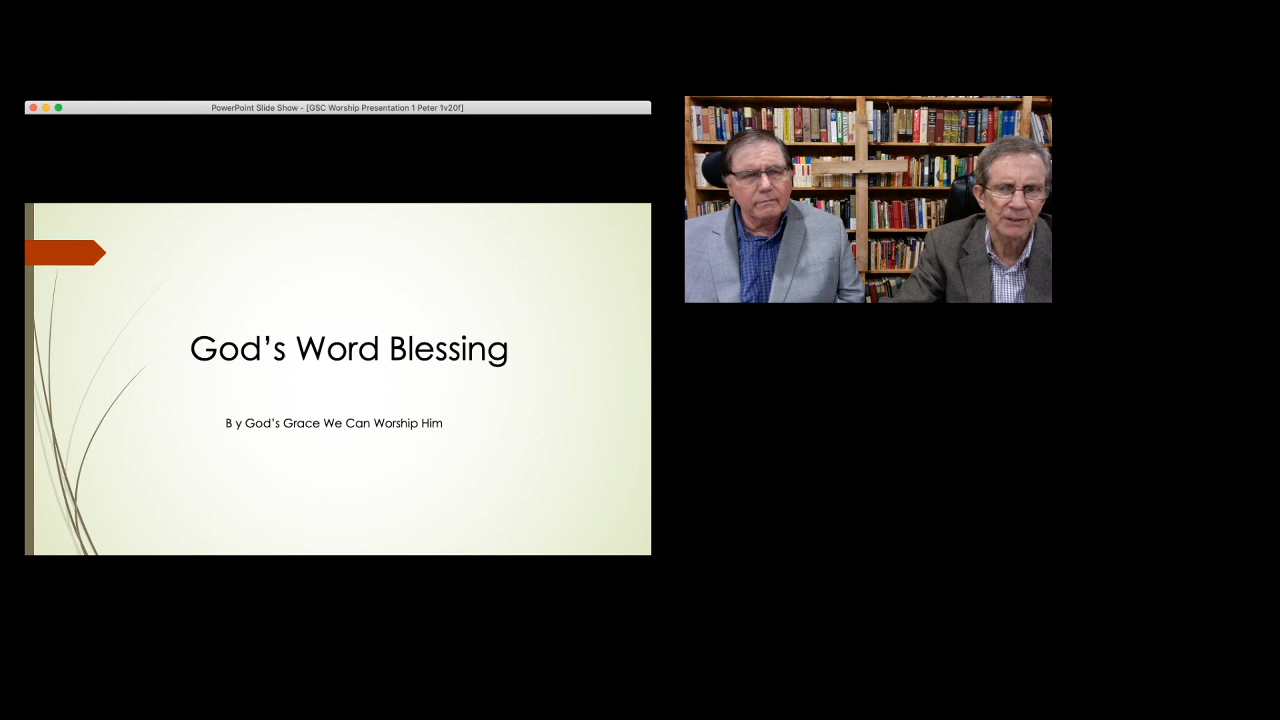 PowerPoint Slide Show - [GSC Worship Presentation 1 Peter 1v20f]
God’s Word Blessing
B y God’s Grace We Can Worship Him